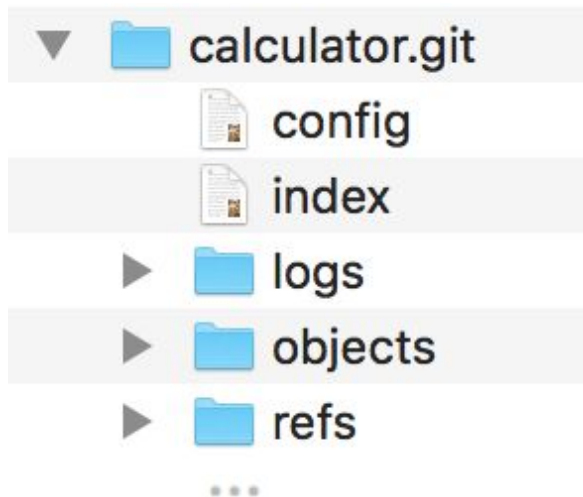 calculator.git
config
index
logs
objects
refs
...